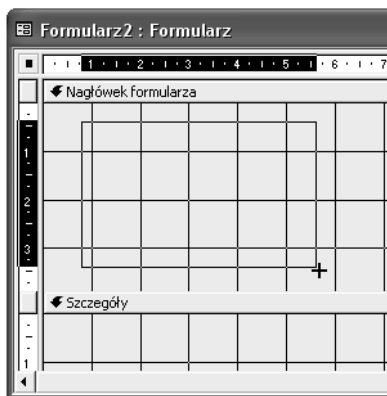 Formularz2 : Formularz
1 2 3 4 5 6 7
Nagłówek formularza
1
2
3
Szczegóły
1